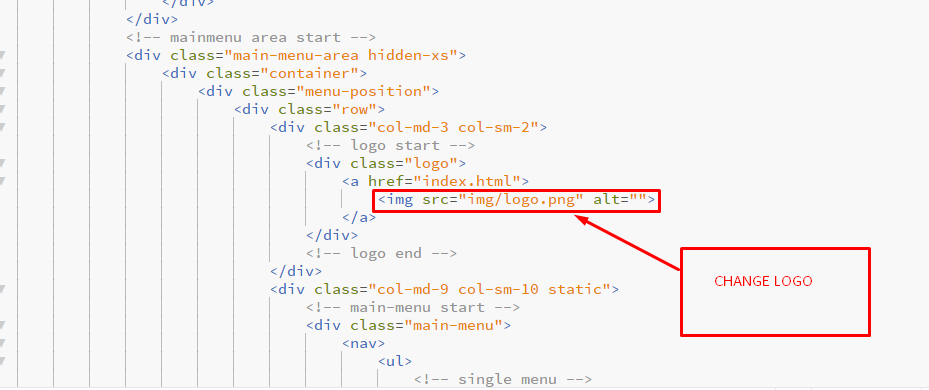 </div>
</div>
<!-- mainmenu area start -->
<div class="main-menu-area hidden-xs">
<div class="container">
<div class="menu-position">
<div class="row">
<div class="col-md-3 col-sm-2">
<!-- logo start -->
<div class="logo">
<a href="index.html">
<img src="img/logo.png" alt="">
</a>
</div>
<!-- logo end -->
</div>
CHANGE LOGO
<div class="col-md-9 col-sm-10 static">
<!-- main-menu start -->
<div class="main-menu">
<nav>
<ul>
<!-- single menu -->